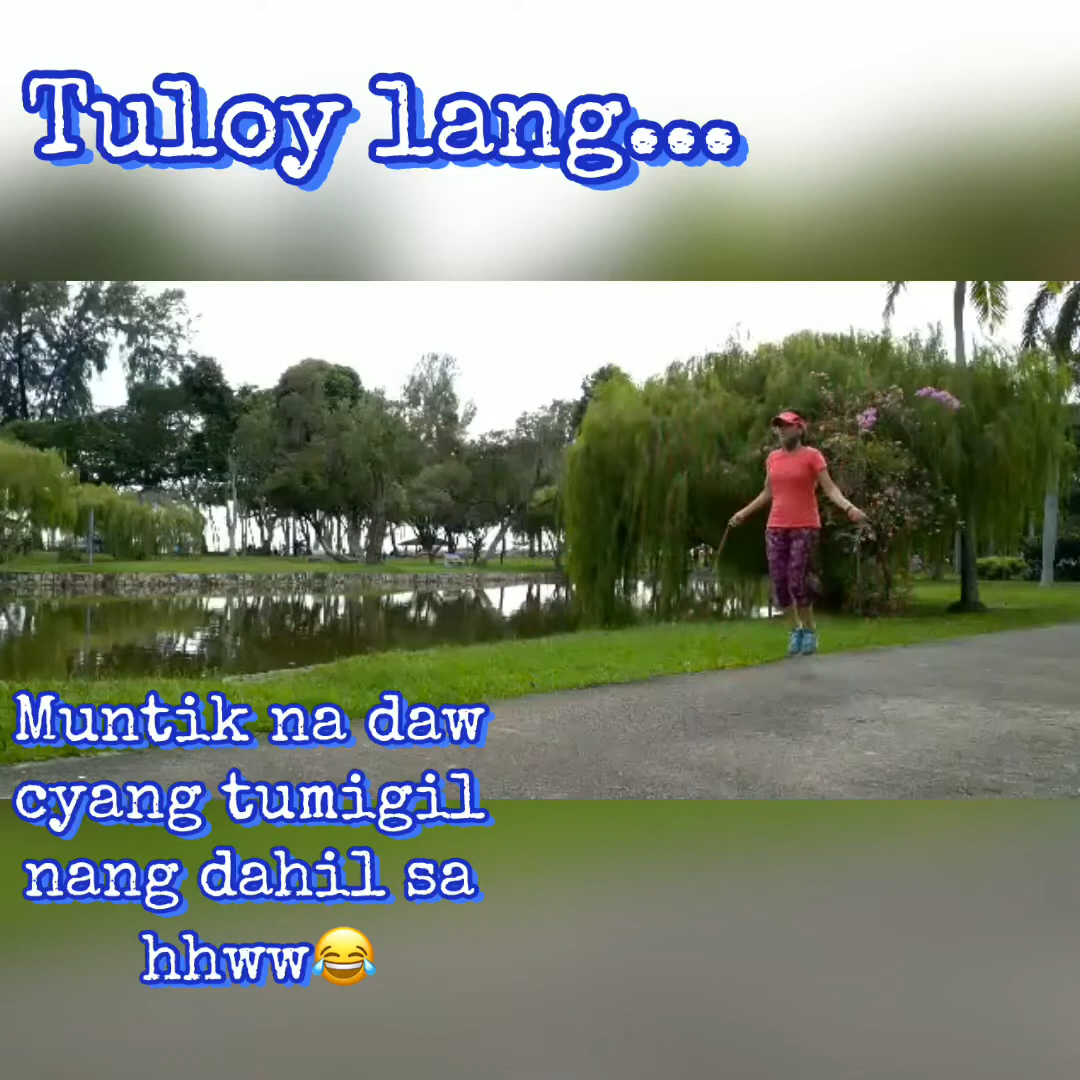 Tuloy lang...
Muntik na daw
cyang tumigil
nang dahil sa
hhww😂